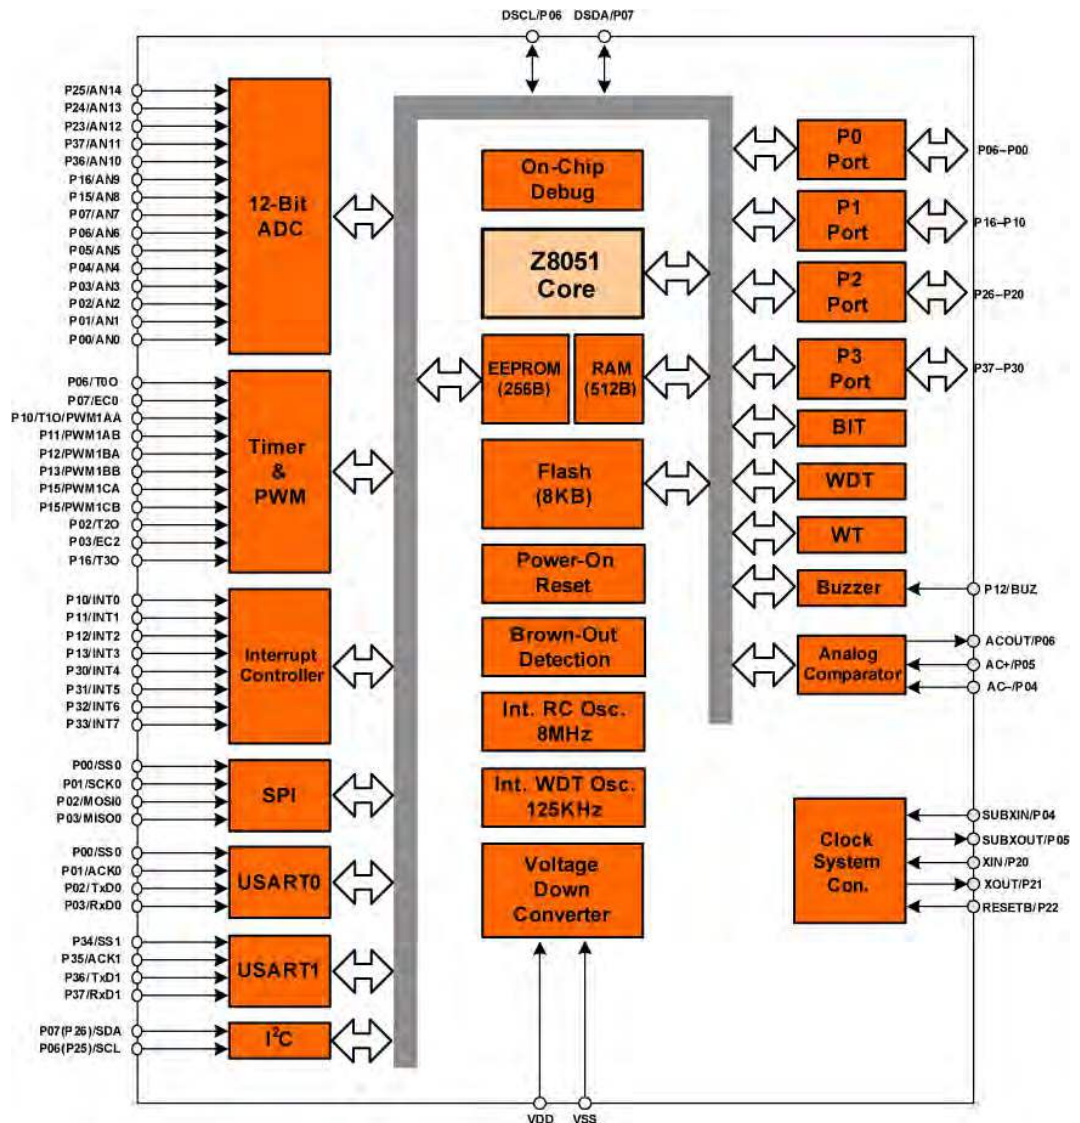 DSCL/P06 DSDA/P07
P25/AN14
P24/AN13
P23/AN12
P37/AN11
P36/AN10
P16/AN9
P15/AN8
P07/AN7
P06/AN6
P05/AN5
P04/AN4
P03/AN3
P02/AN2
P01/AN1
P00/AN0
12-Bit
ADC
P06/T0O
P07/EC0
P10/T1O/PWM1AA
P11/PWM1AB
P12/PWM1BA
P13/PWM1BB
P15/PWM1CA
P15/PWM1CB
P02/T2O
P03/EC2
P16/T3O
Timer
&
PWM
P10/INT0
P11/INT1
P12/INT2
P13/INT3
P30/INT4
P31/INT5
P32/INT6
P33/INT7
Interrupt
Controller
P00/SS0
P01/SCK0
P02/MOSI0
P03/MISO0
SPI
P00/SS0
P01/ACK0
P02/TxD0
P03/RxD0
USART0
P34/SS1
P35/ACK1
P36/TxD1
P37/RxD1
USART1
P07(P26)/SDA
P06(P25)/SCL
I²C
On-Chip
Debug
Z8051
Core
EEPROM
(256B)
RAM
(512B)
Flash
(8KB)
Power-On
Reset
Brown-Out
Detection
Int. RC Osc.
8MHz
Int. WDT Osc.
125KHz
Voltage
Down
Converter
VDD VSS
P0
Port
P06–P00
P1
Port
P16–P10
P2
Port
P26–P20
P3
Port
P37–P30
BIT
WDT
WT
Buzzer
P12/BUZ
Analog
Comparator
ACOUT/P06
AC+/P05
AC–/P04
Clock
System
Con.
SUBXIN/P04
SUBXOUT/P05
XIN/P20
XOUT/P21
RESETB/P22